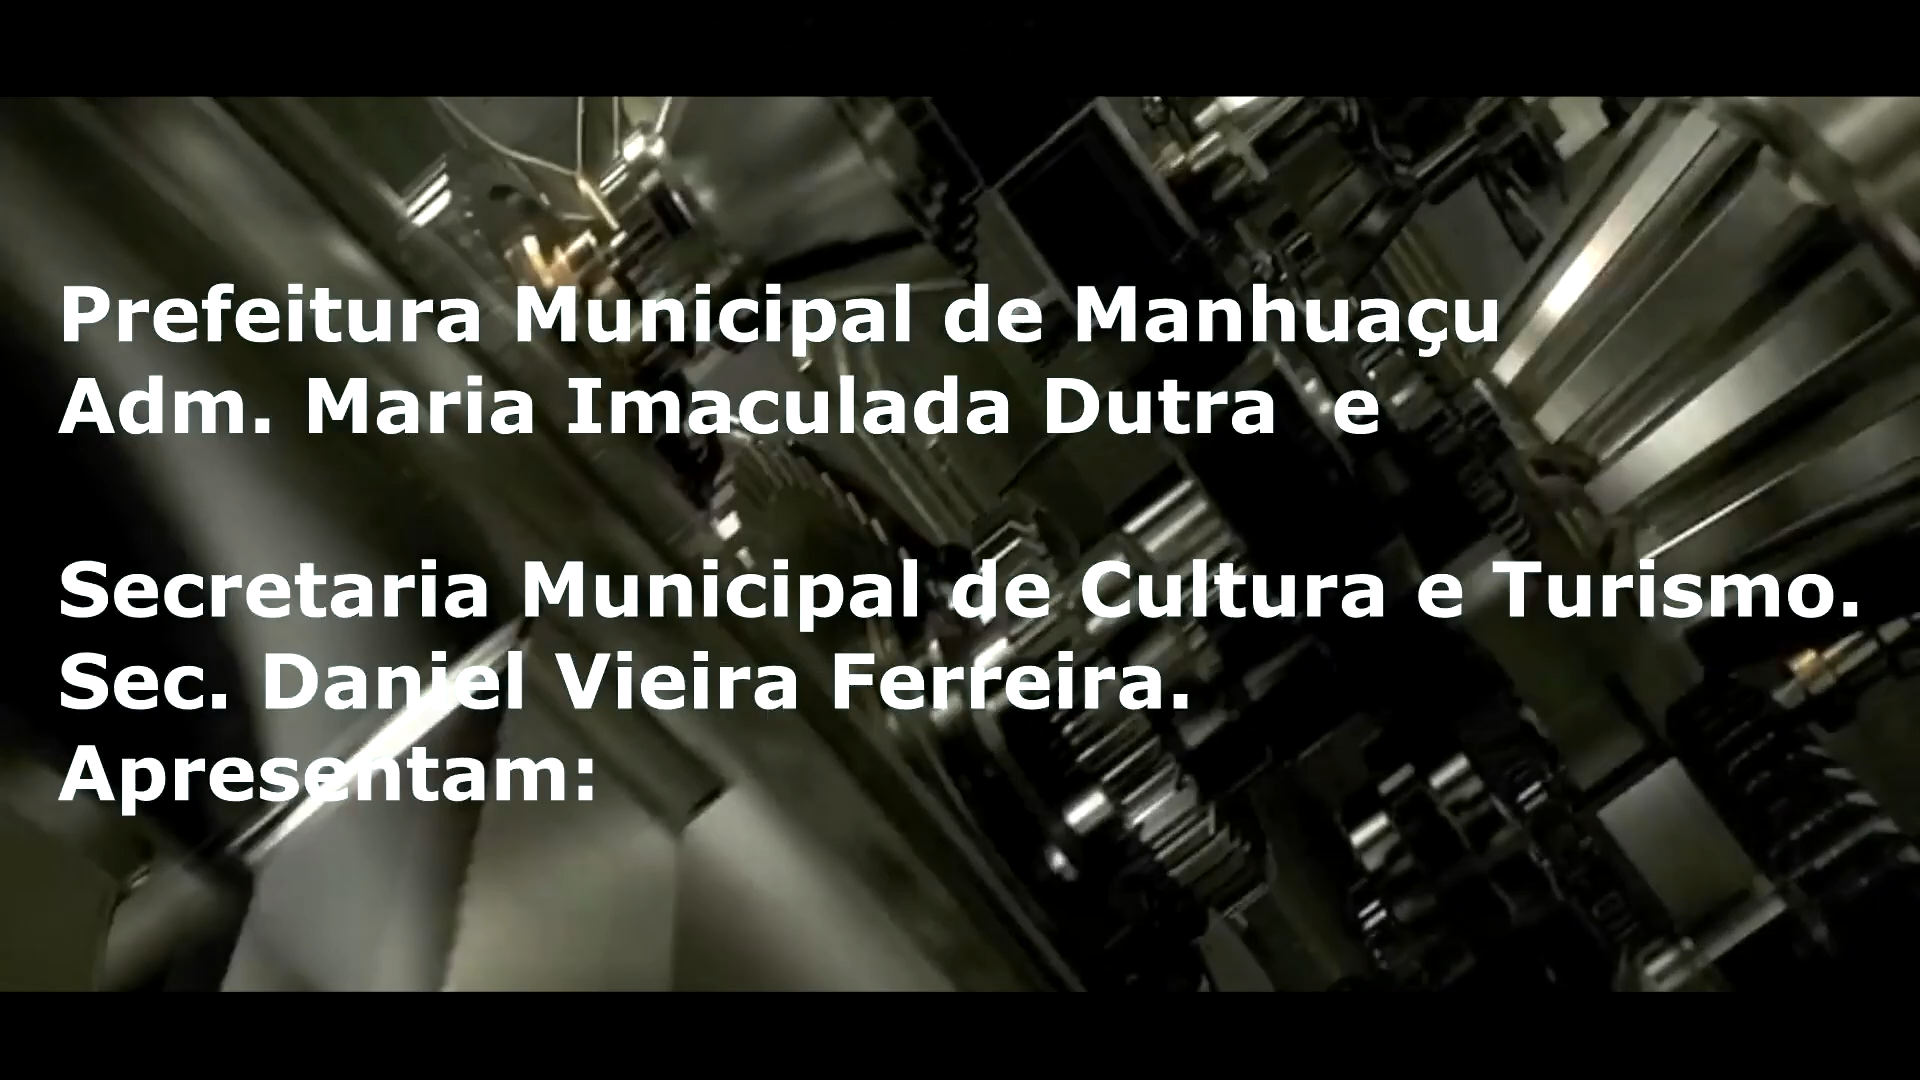 Prefeitura Municipal de Manhuaçu
Adm. Maria Imaculada Dutra  e
Secretaria Municipal de Cultura e Turismo.
Sec. Daniel Vieira Ferreira.
Apresentam: